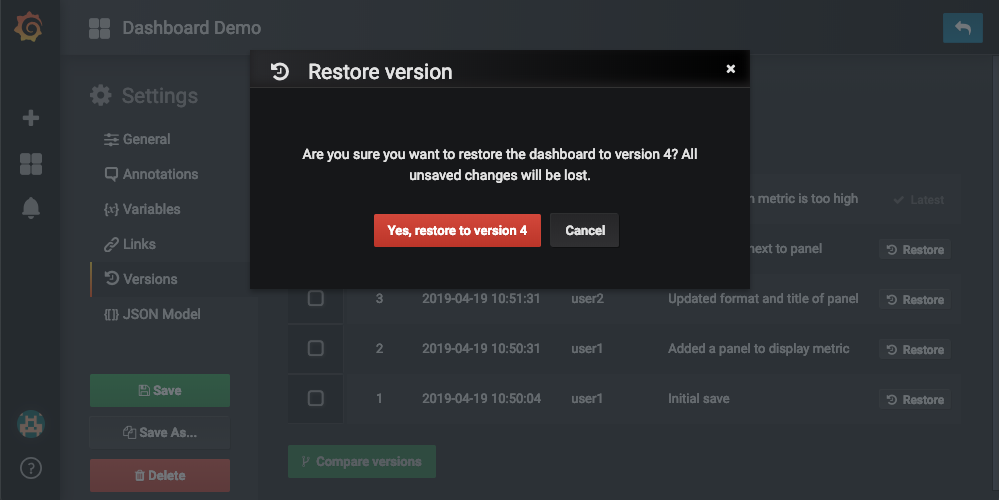 Dashboard Demo
Restore version
Are you sure you want to restore the dashboard to version 4? All
unsaved changes will be lost.
Yes, restore to version 4
Cancel
Settings
General
Annotations
Variables
Links
Versions
JSON Model
Save
Save As...
Delete
metric is too high
Latest
next to panel
Restore
3 2019-04-19 10:51:31 user2 Updated format and title of panel Restore
2 2019-04-19 10:50:31 user1 Added a panel to display metric Restore
1 2019-04-19 10:50:04 user1 Initial save Restore
Compare versions